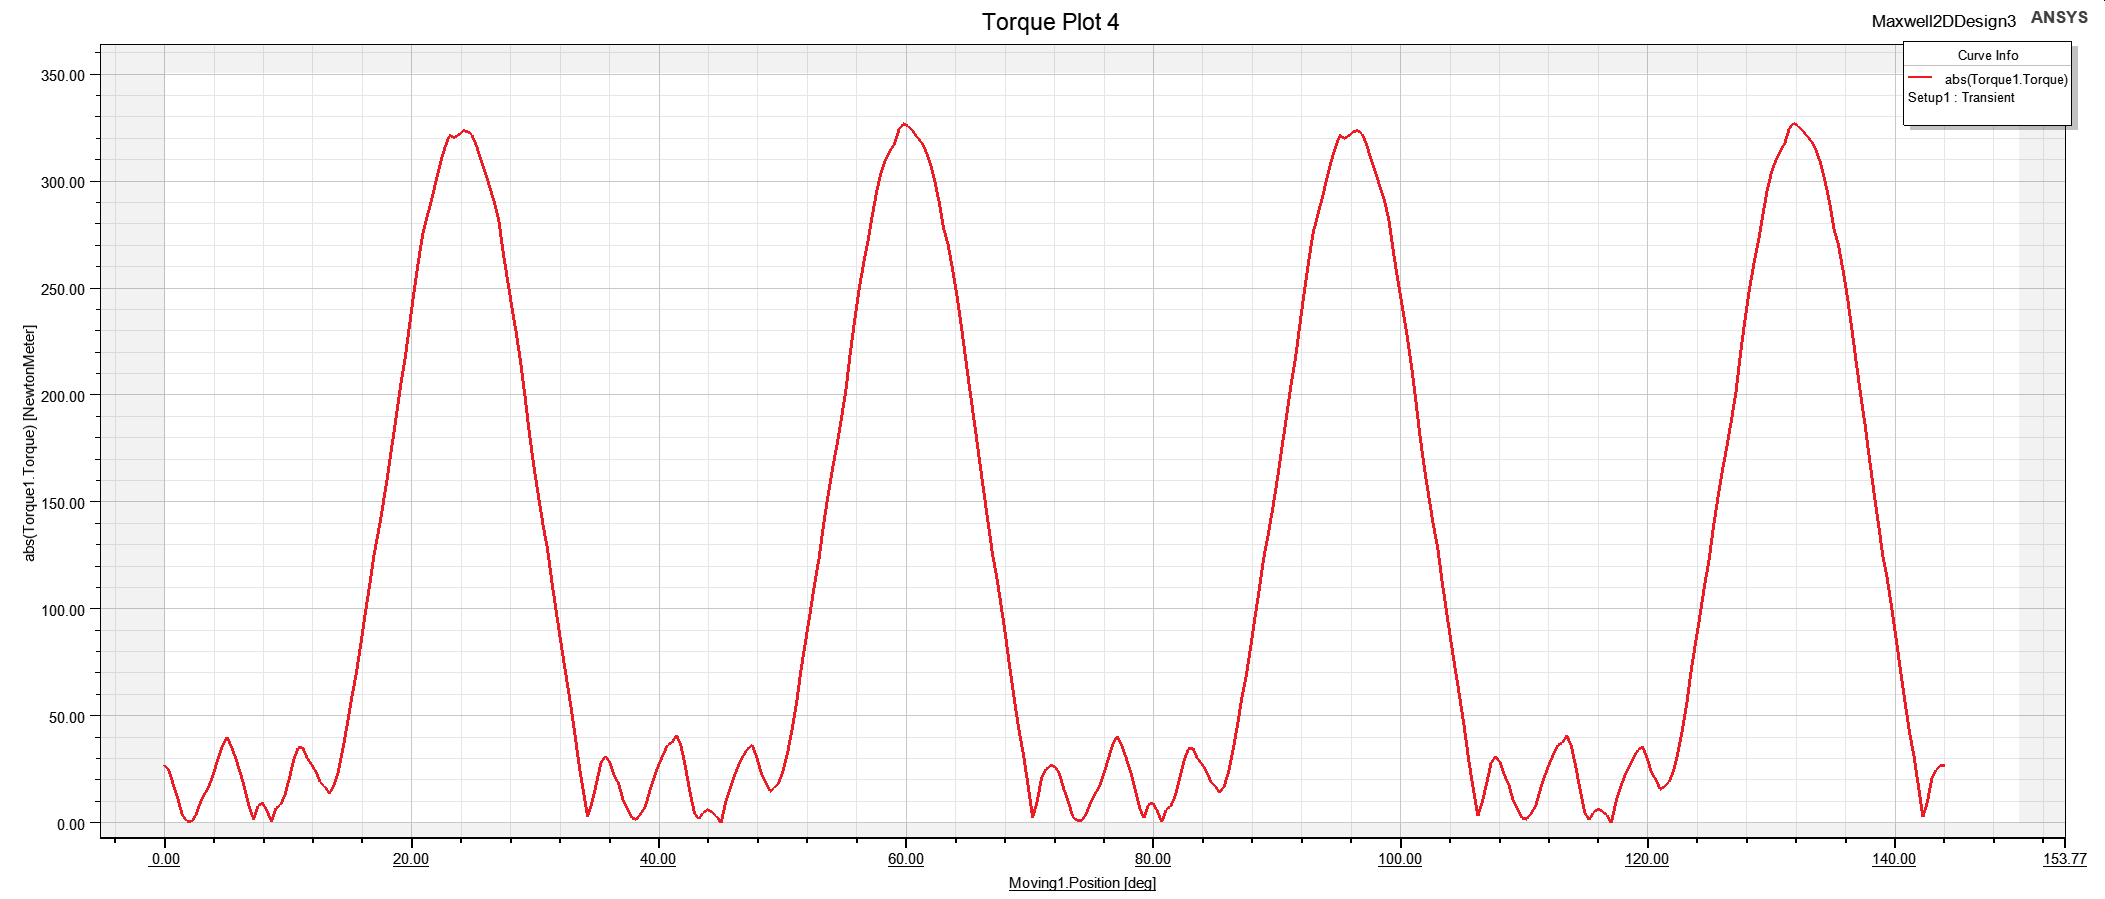 Torque Plot 4
Maxwell2DDesign3 ANSYS
Curve Info
abs(Torque1.Torque)
Setup1 : Transient
abs(Torque1.Torque) [NewtonMeter]
350.00
300.00
250.00
200.00
150.00
100.00
50.00
0.00
0.00 20.00 40.00 60.00 80.00 100.00 120.00 140.00 153.77
Moving1.Position [deg]